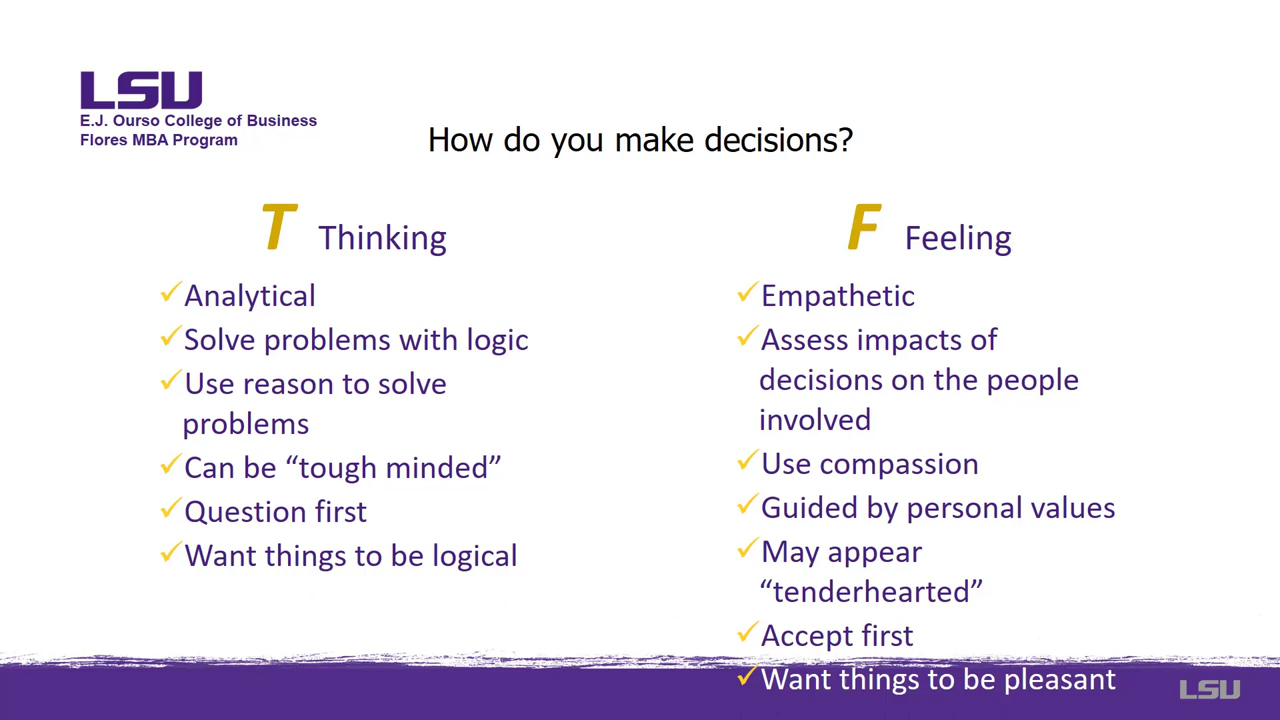 LSU
E.J. Ourso College of Business
Flores MBA Program
How do you make decisions?
T Thinking
✓Analytical
✓Solve problems with logic
✓Use reason to solve
problems
✓Can be “tough minded”
✓Question first
✓Want things to be logical
F Feeling
✓Empathetic
✓Assess impacts of
decisions on the people
involved
✓Use compassion
✓Guided by personal values
✓May appear
“tenderhearted”
✓Accept first
✓Want things to be pleasant
LSU